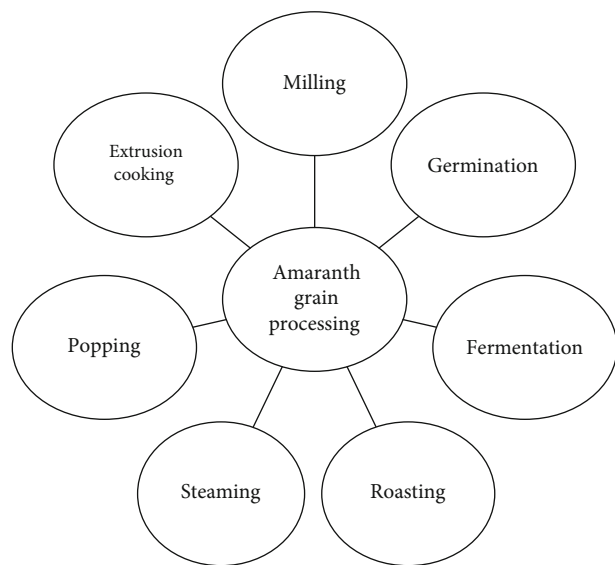 Milling
Extrusion
cooking
Germination
Amaranth
grain
processing
Popping
Fermentation
Steaming
Roasting